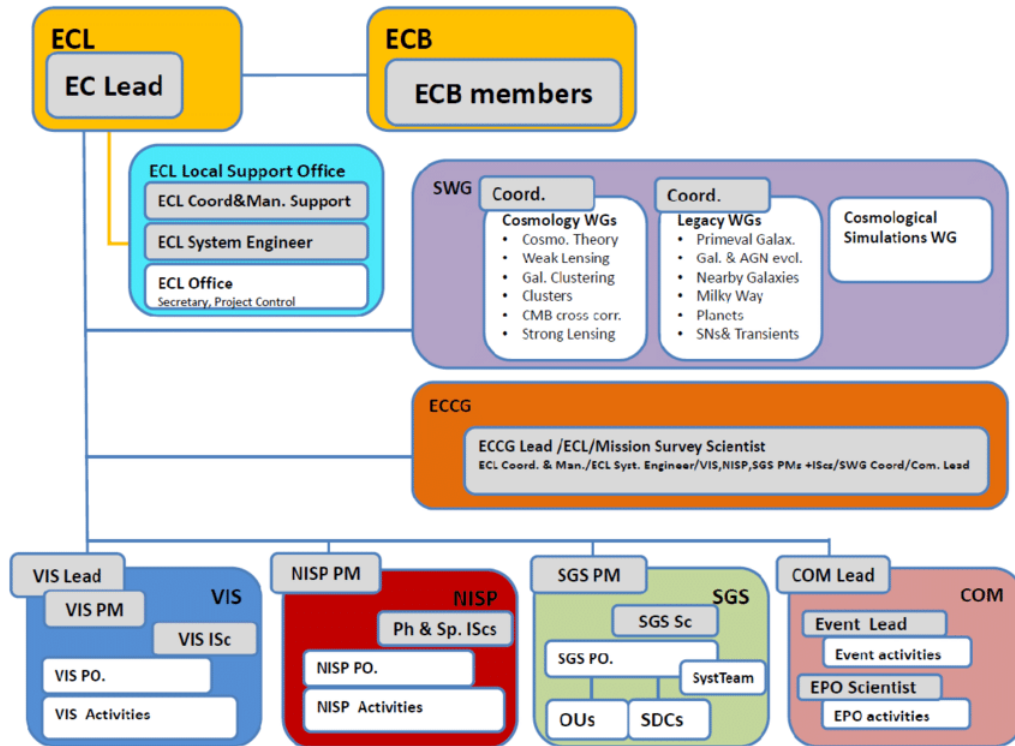 ECL
EC Lead
ECB
ECB members
ECL Local Support Office
ECL Coord&Man. Support
ECL System Engineer
ECL Office
Secretary, Project Control
SWG
Coord.
Cosmology WGs
• Cosmo. Theory
• Weak Lensing
• Gal. Clustering
• Clusters
• CMB cross corr.
• Strong Lensing
Coord.
Legacy WGs
• Primeval Galax.
• Gal. & AGN evol.
• Nearby Galaxies
• Milky Way
• Planets
• SNs& Transients
Cosmological
Simulations WG
ECCG
ECCG Lead /ECL/Mission Survey Scientist
ECL Coord. & Man./ECL Syst. Engineer/VIS,NISP,SGS PMs +IScs/SWG Coord/Com. Lead
VIS Lead
VIS PM
VIS
VIS ISc
VIS PO.
VIS Activities
NISP PM
NISP
Ph & Sp. IScs
NISP PO.
NISP Activities
SGS PM
SGS
SGS Sc
SGS PO.
SystTeam
OUs
SDCs
COM Lead
COM
Event Lead
Event activities
EPO Scientist
EPO activities